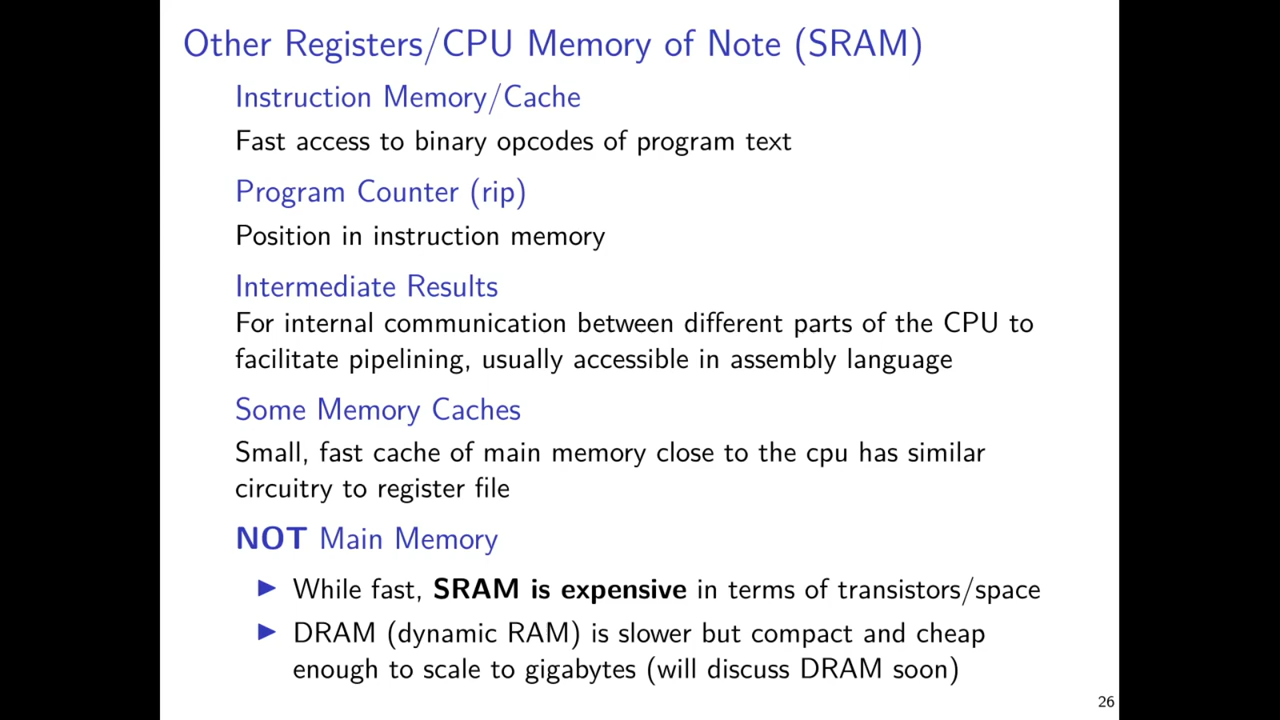 Other Registers/CPU Memory of Note (SRAM)
Instruction Memory/Cache
Fast access to binary opcodes of program text
Program Counter (rip)
Position in instruction memory
Intermediate Results
For internal communication between different parts of the CPU to
facilitate pipelining, usually accessible in assembly language
Some Memory Caches
Small, fast cache of main memory close to the cpu has similar
circuitry to register file
NOT Main Memory
▶ While fast, SRAM is expensive in terms of transistors/space
▶ DRAM (dynamic RAM) is slower but compact and cheap
enough to scale to gigabytes (will discuss DRAM soon)
26